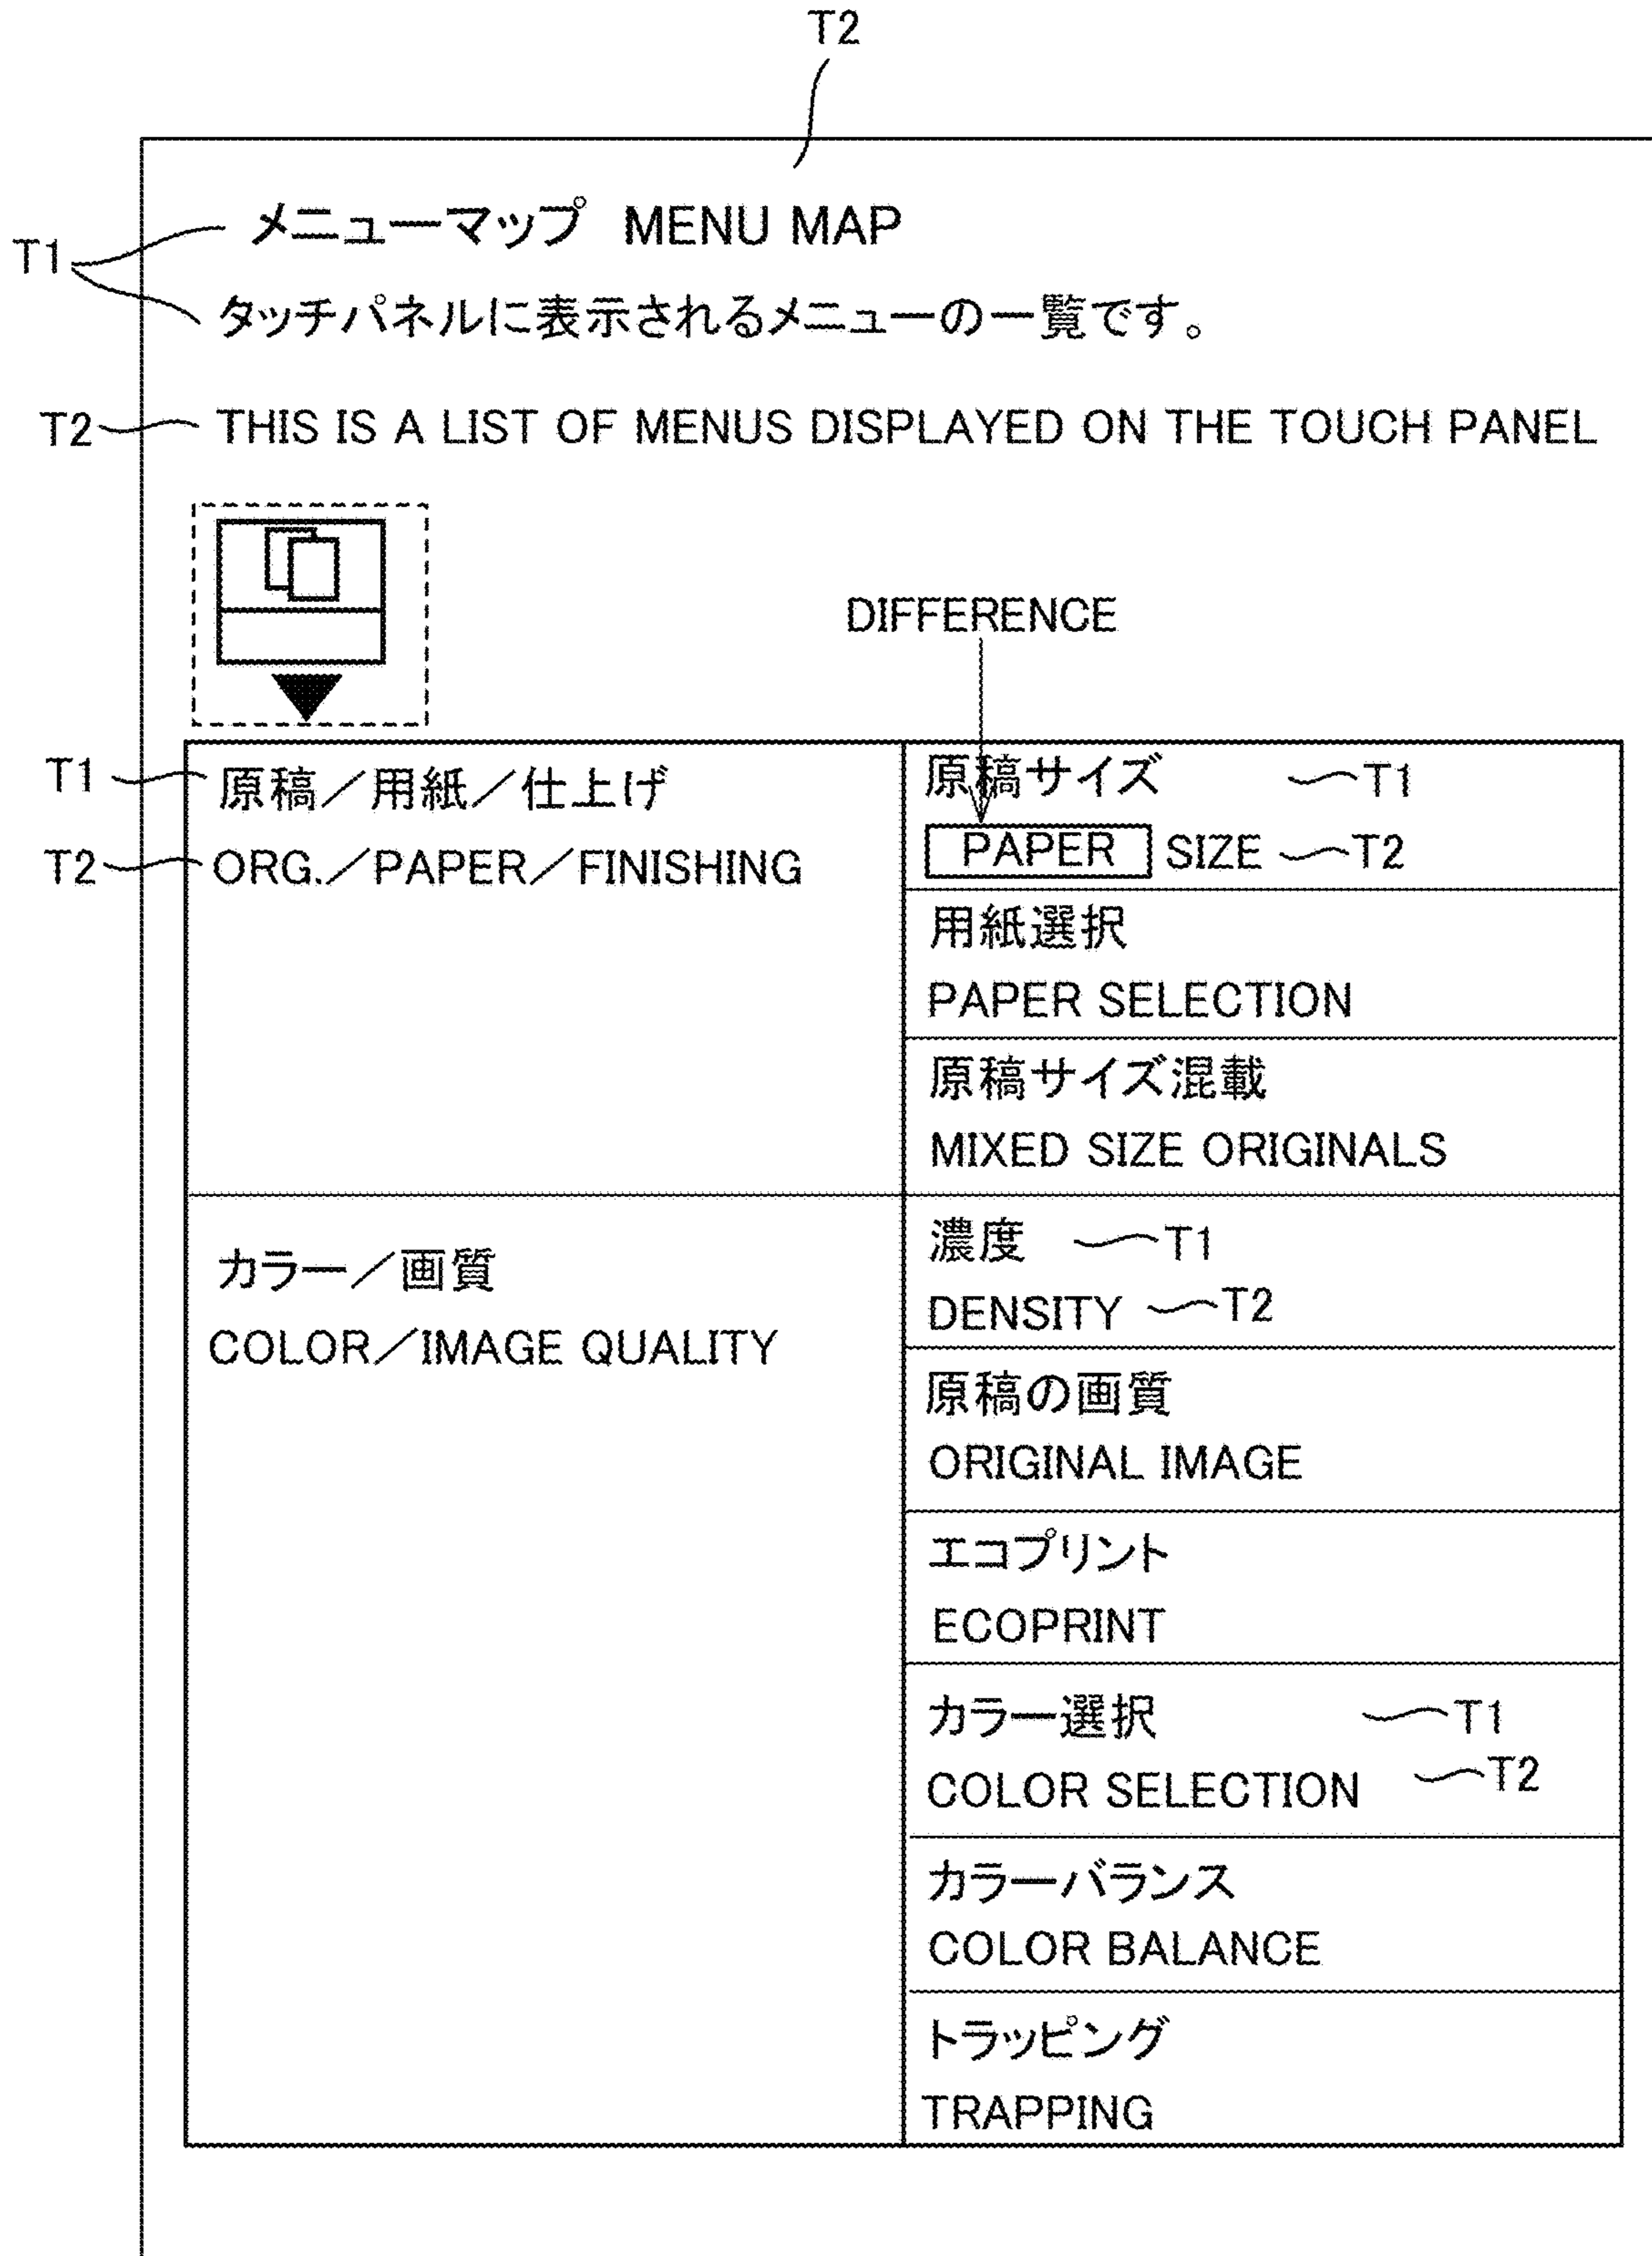 T2
メニューマップ MENU MAP
T1
タッチパネルに表示されるメニューの一覧です。
T2 THIS IS A LIST OF MENUS DISPLAYED ON THE TOUCH PANEL
DIFFERENCE
T1 原稿／用紙／仕上げ
T2 ORG.／PAPER／FINISHING
原稿サイズ T1
PAPER SIZE T2
用紙選択
PAPER SELECTION
原稿サイズ混載
MIXED SIZE ORIGINALS
カラー／画質
COLOR／IMAGE QUALITY
濃度 T1
DENSITY T2
原稿の画質
ORIGINAL IMAGE
エコプリント
ECOPRINT
カラー選択 T1
COLOR SELECTION T2
カラーバランス
COLOR BALANCE
トラッピング
TRAPPING